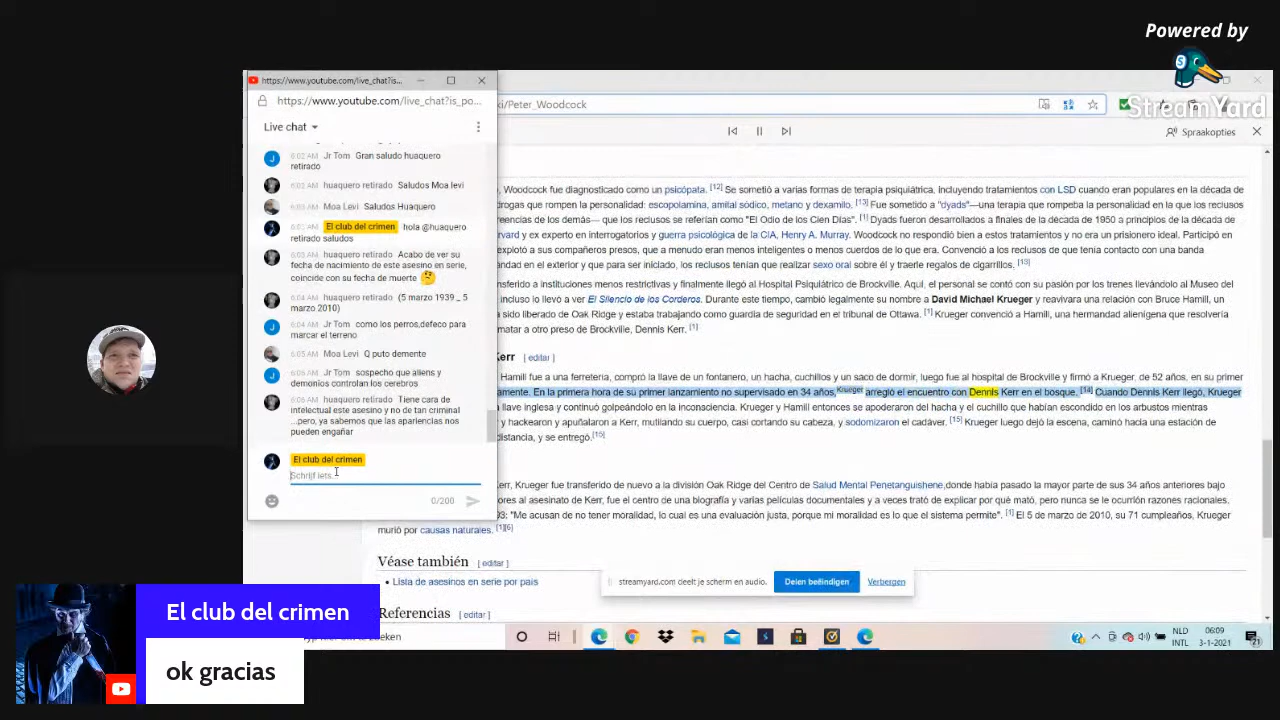 Powered by
StreamYard
https://www.youtube.com/live_chat?is...
https://www.youtube.com/live_chat?is_po...
Live chat
6:02 AM Jr Tom Gran saludo huaquero
retirado
6:02 AM huaquero retirado Saludos Moa levi
6:03 AM Moa Levi Saludos Huaquero
El club del crimen hola @huaquero
retirado saludos
6:03 AM huaquero retirado Acabo de ver su
fecha de nacimiento de este asesino en serie,
coincide con su fecha de muerte 🤔
6:04 AM huaquero retirado (5 marzo 1939 _ 5
marzo 2010)
6:04 AM Jr Tom como los perros,defeco para
marcar el terreno
6:05 AM Moa Levi Q puto demente
6:06 AM Jr Tom sospecho que aliens y
demonios controlan los cerebros
6:06 AM huaquero retirado Tiene cara de
intelectual este asesino y no de tan criminal
...pero, ya sabemos que las apariencias nos
pueden engañar
El club del crimen
Schrijf iets...
0/200
ki/Peter_Woodcock
Spraakopties
, Woodcock fue diagnosticado como un psicópata. [12] Se sometió a varias formas de terapia psiquiátrica, incluyendo tratamientos con LSD cuando eran populares en la década de
drogas que rompen la personalidad: escopolamina, amital sódico, metano y dexamilo. [13] Fue sometido a "dyads"—una terapia que rompeba la personalidad en la que los reclusos
reencias de los demás— que los reclusos se referían como "El Odio de los Cien Días". [1] Dyads fueron desarrollados a finales de la década de 1950 a principios de la década de
rvard y ex experto en interrogatorios y guerra psicológica de la CIA, Henry A. Murray. Woodcock no respondió bien a estos tratamientos y no era un prisionero ideal. Participó en
xplotó a sus compañeros presos, que a menudo eran menos inteligentes o menos cuerdos de lo que era. Convenció a los reclusos de que tenía contacto con una banda
andad en el exterior y que para ser iniciado, los reclusos tenían que realizar sexo oral sobre él y traerle regalos de cigarrillos. [13]
nsferido a instituciones menos restrictivas y finalmente llegó al Hospital Psiquiátrico de Brockville. Aquí, el personal se contó con su pasión por los trenes llevándolo al Museo del
incluso lo llevó a ver El Silencio de los Corderos. Durante este tiempo, cambió legalmente su nombre a David Michael Krueger y reavivara una relación con Bruce Hamill, un
sido liberado de Oak Ridge y estaba trabajando como guardia de seguridad en el tribunal de Ottawa. [1] Krueger convenció a Hamill, una hermandad alienígena que resolvería
matar a otro preso de Brockville, Dennis Kerr. [1]
Kerr [ editar ]
Hamill fue a una ferretería, compró la llave de un fontanero, un hacha, cuchillos y un saco de dormir, luego fue al hospital de Brockville y firmó a Krueger, de 52 años, en su primer
amente. En la primera hora de su primer lanzamiento no supervisado en 34 años, Krueger arregló el encuentro con Dennis Kerr en el bosque. [14] Cuando Dennis Kerr llegó, Krueger
llave inglesa y continuó golpeándolo en la inconsciencia. Krueger y Hamill entonces se apoderaron del hacha y el cuchillo que habían escondido en los arbustos mientras
y hackearon y apuñalaron a Kerr, mutilando su cuerpo, casi cortando su cabeza, y sodomizaron el cadáver. [15] Krueger luego dejó la escena, caminó hacia una estación de
distancia, y se entregó. [15]
Kerr, Krueger fue transferido de nuevo a la división Oak Ridge del Centro de Salud Mental Penetanguishene,donde había pasado la mayor parte de sus 34 años anteriores bajo
ores al asesinato de Kerr, fue el centro de una biografía y varias películas documentales y a veces trató de explicar por qué mató, pero nunca se le ocurrión razones racionales.
93: "Me acusan de no tener moralidad, lo cual es una evaluación justa, porque mi moralidad es lo que el sistema permite". [1] El 5 de marzo de 2010, su 71 cumpleaños, Krueger
murió por causas naturales. [1][6]
Véase también [ editar ]
• Lista de asesinos en serie por país
Referencias [ editar ]
streamyard.com deelt je scherm en audio.
Delen beëindigen
Verbergen
om te zoeken
NLD
INTL
06:09
3-1-2021
21
El club del crimen
ok gracias